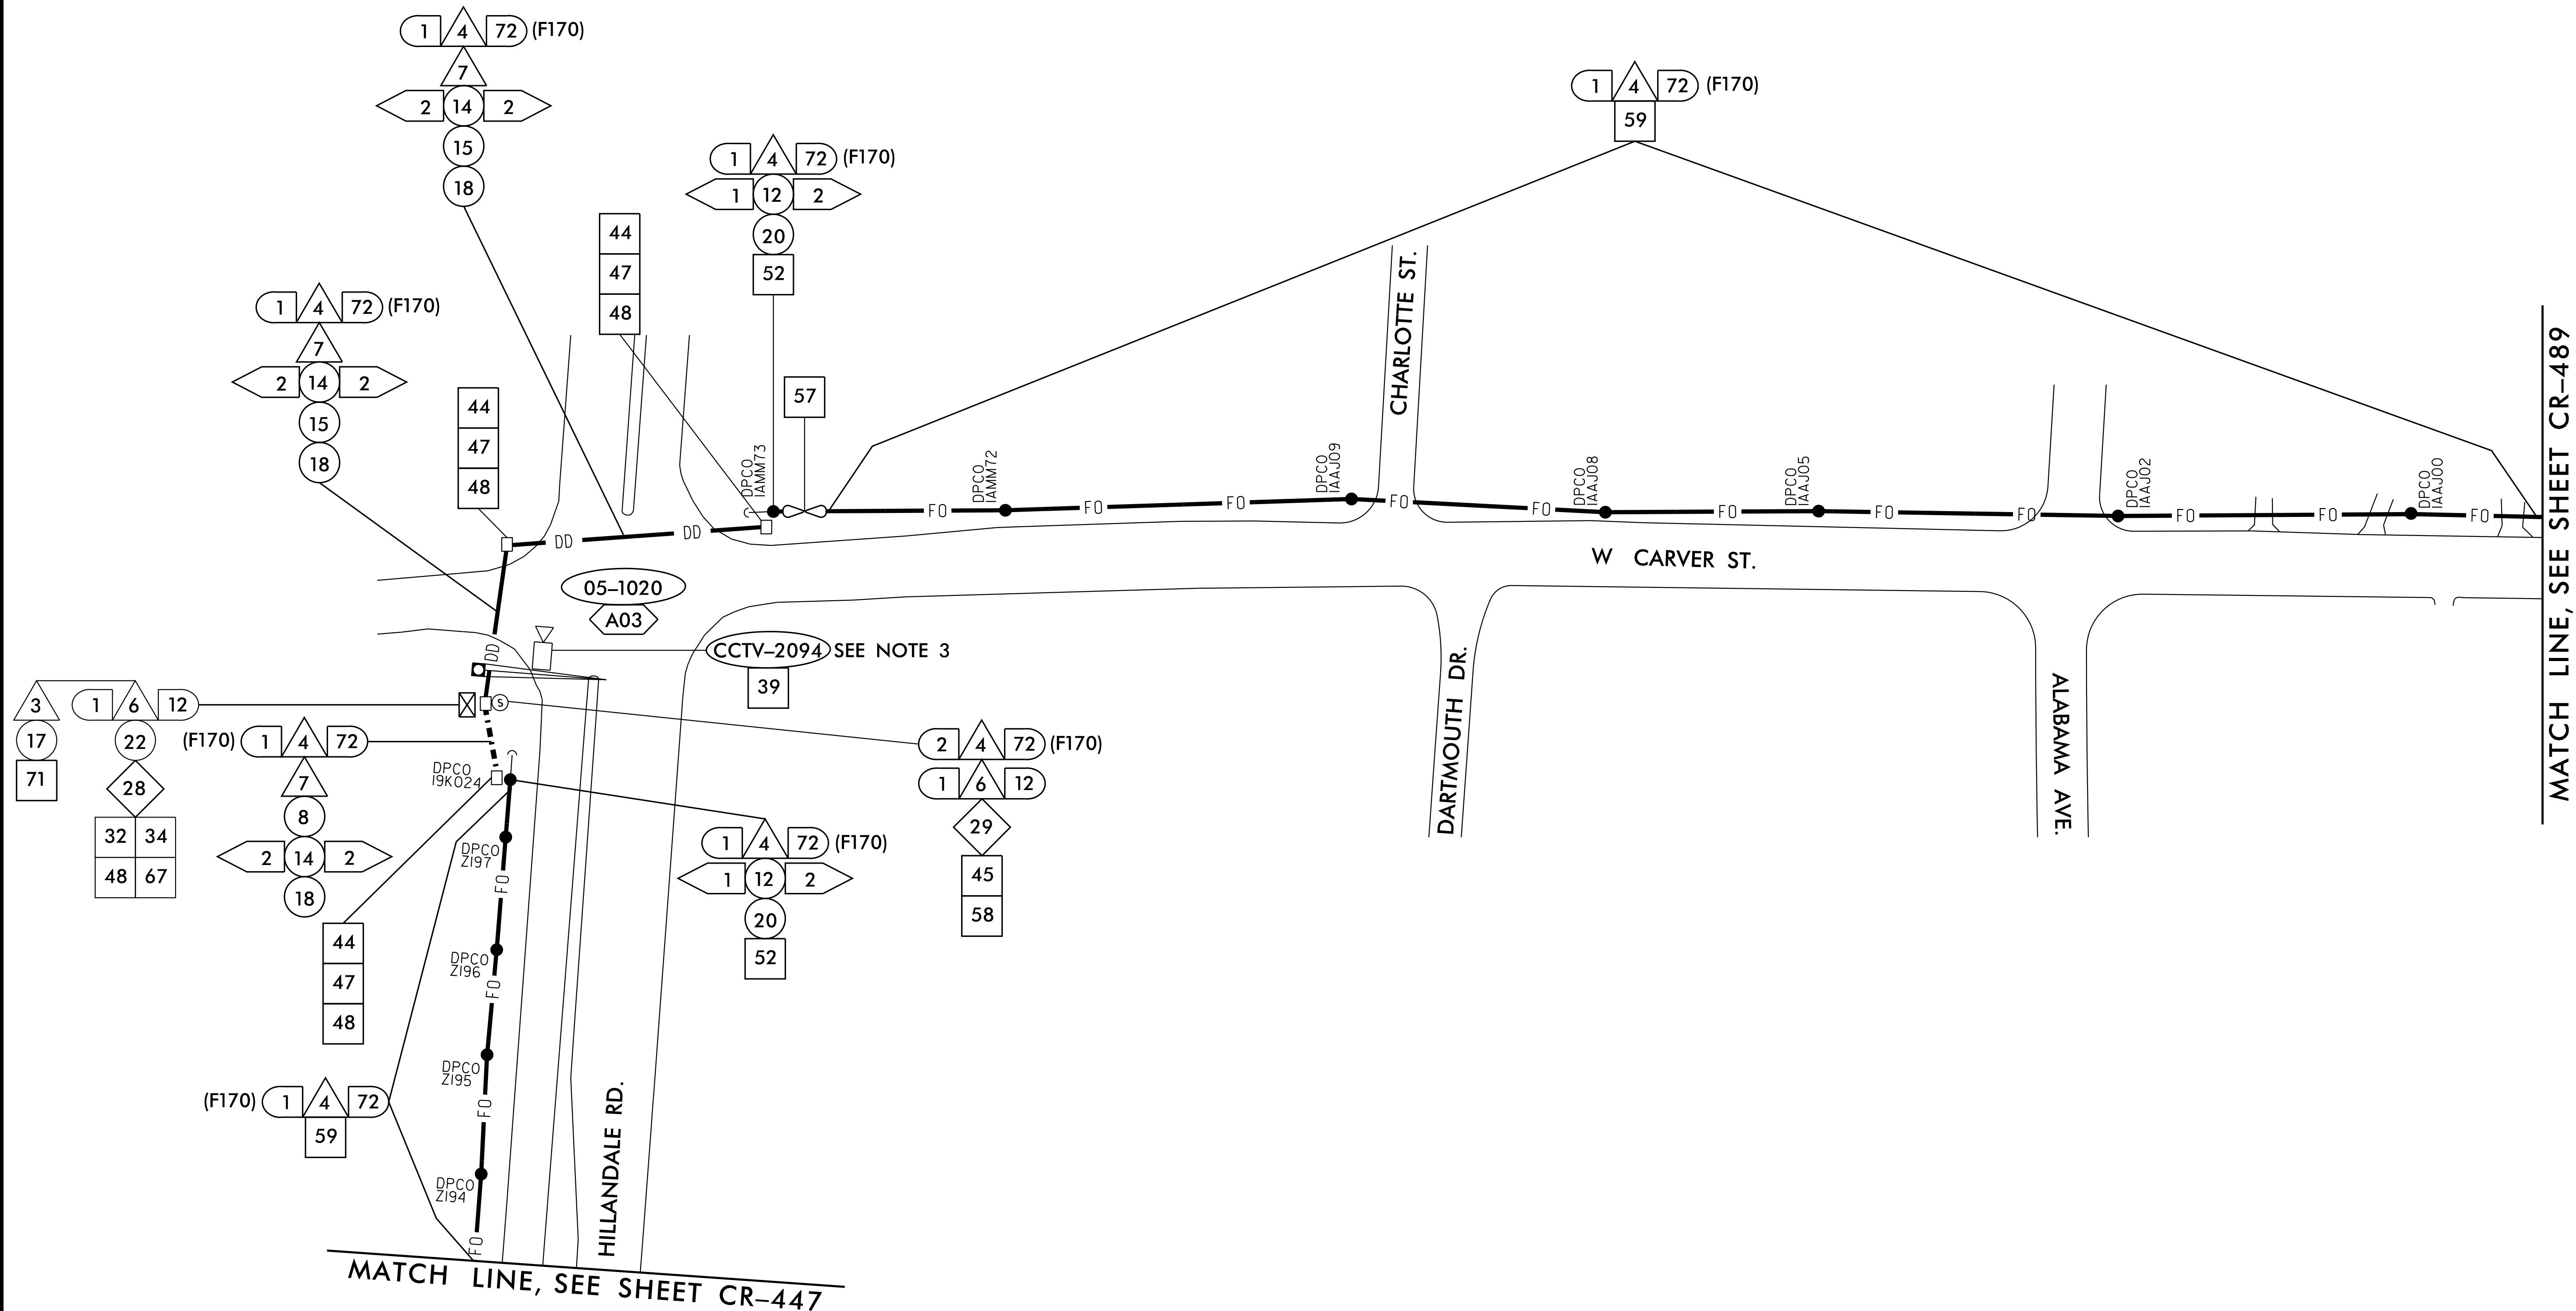 1 4 72 (F170)
7
2 14 2
15
18
1 4 72 (F170)
59
1 4 72 (F170)
1 12 2
20
52
44
47
48
1 4 72 (F170)
7
2 14 2
15
18
44
47
48
57
CHARLOTTE ST.
DPCO
IAMM73
DPCO
IAMM72
DPCO
IAAJ09
DPCO
IAAJ08
DPCO
IAAJ05
DPCO
IAAJ02
DPCO
IAAJ00
FO FO FO FO FO FO FO FO FO FO FO
DD DD
W CARVER ST.
MATCH LINE, SEE SHEET CR-489
05-1020
A03
DD
CCTV-2094 SEE NOTE 3
39
S
3 1 6 12
17 22
71 28
32 34
48 67
(F170) 1 4 72
7
8
2 14 2
18
DPCO
I9K024
2 4 72 (F170)
1 6 12
29
45
58
1 4 72 (F170)
1 12 2
20
52
DARTMOUTH DR.
ALABAMA AVE.
DPCO
Z197
FO
44
47
48
DPCO
Z196
FO
DPCO
Z195
FO
(F170) 1 4 72
59
DPCO
Z194
FO
HILLANDALE RD.
MATCH LINE, SEE SHEET CR-447